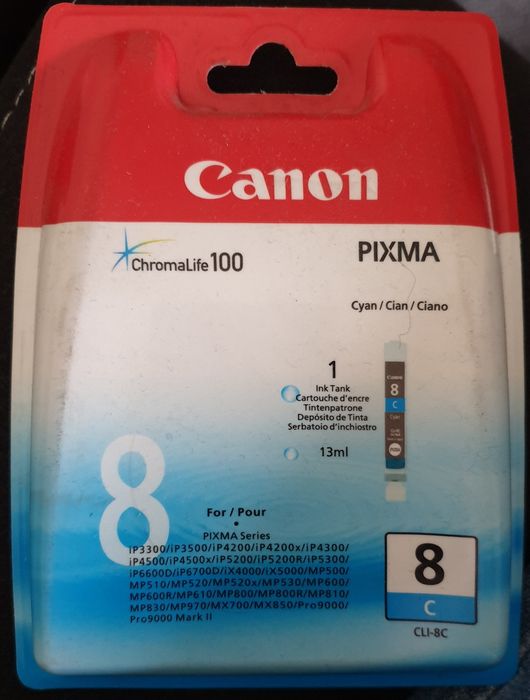 Canon
ChromaLife100
PIXMA
Cyan / Cian / Ciano
1
Ink Tank
Cartouche d'encre
Tintenpatrone
Depósito de Tinta
Serbatoio d'inchiostro
13ml
Canon
8
C
Cyan
8
For / Pour
PIXMA Series
iP3300/iP3500/iP4200/iP4200x/iP4300/
iP4500/iP4500x/iP5200/iP5200R/iP5300/
iP6600D/iP6700D/iX4000/iX5000/MP500/
MP510/MP520/MP520x/MP530/MP600/
MP600R/MP610/MP800/MP800R/MP810/
MP830/MP970/MX700/MX850/Pro9000/
Pro9000 Mark II
8
C
CLI-8C